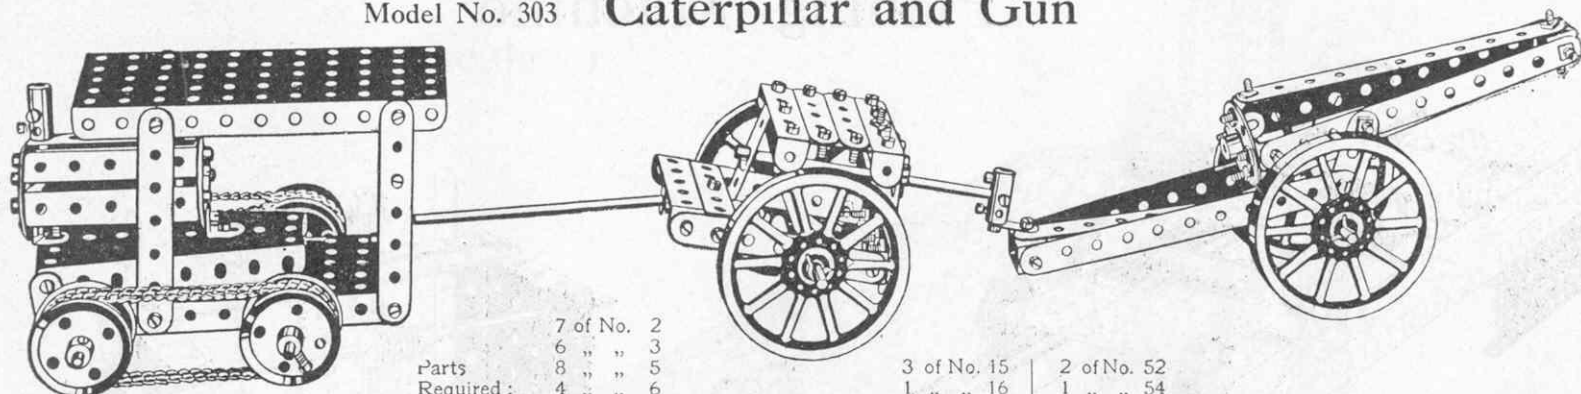 Model No. 303 Caterpillar and Gun
7 of No. 2
6 „ „ 3
Parts 8 „ „ 5
Required: 4 „ „ 6
3 of No. 15
1 „ „ 16
2 of No. 52
1 „ „ 54